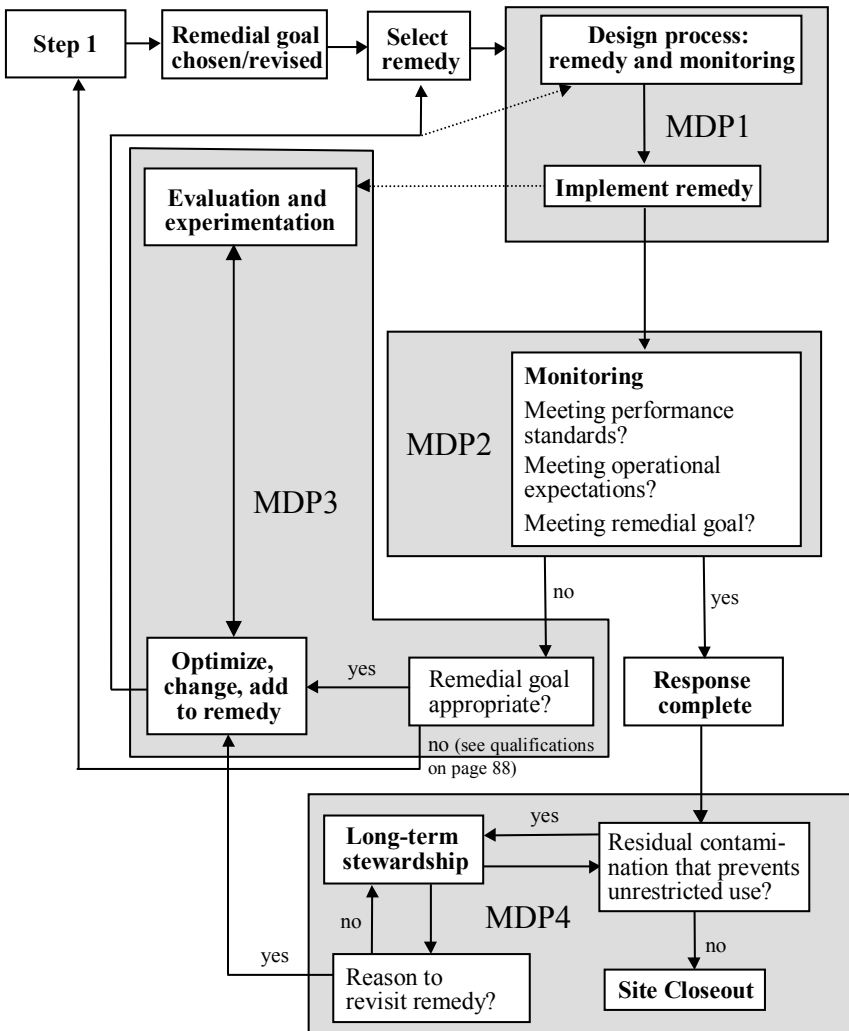 Step 1
Remedial goal
chosen/revised
Select
remedy
Design process:
remedy and monitoring
MDP1
Implement remedy
Evaluation and
experimentation
MDP3
Monitoring
Meeting performance
standards?
Meeting operational
expectations?
Meeting remedial goal?
MDP2
no
yes
Optimize,
change, add
to remedy
yes
Remedial goal
appropriate?
no (see qualifications
on page 88)
Response
complete
Long-term
stewardship
yes
Residual contami-
nation that prevents
unrestricted use?
MDP4
no
yes
Reason to
revisit remedy?
no
Site Closeout